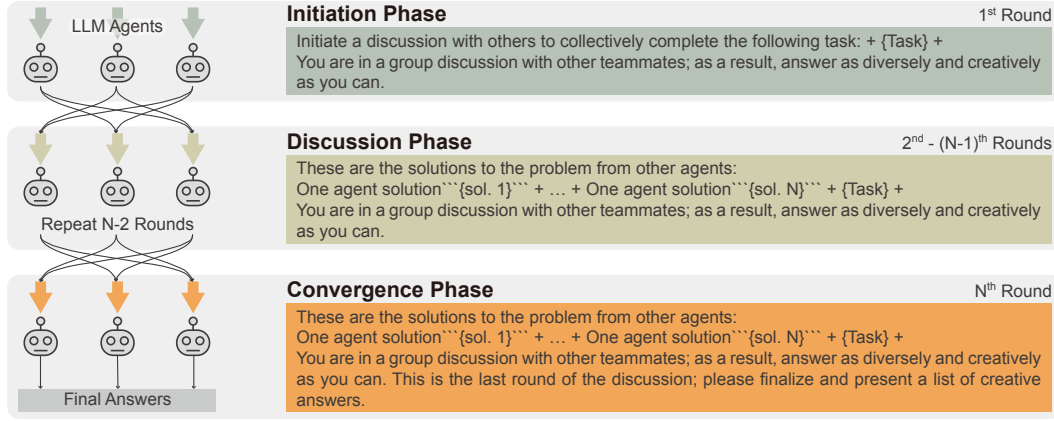 LLM Agents
Initiation Phase
1st Round
Initiate a discussion with others to collectively complete the following task: + {Task} +
You are in a group discussion with other teammates; as a result, answer as diversely and creatively
as you can.
Discussion Phase
2nd - (N-1)th Rounds
These are the solutions to the problem from other agents:
One agent solution```{sol. 1}``` + … + One agent solution```{sol. N}``` + {Task} +
You are in a group discussion with other teammates; as a result, answer as diversely and creatively
as you can.
Repeat N-2 Rounds
Convergence Phase
Nth Round
These are the solutions to the problem from other agents:
One agent solution```{sol. 1}``` + … + One agent solution```{sol. N}``` + {Task} +
You are in a group discussion with other teammates; as a result, answer as diversely and creatively
as you can. This is the last round of the discussion; please finalize and present a list of creative
answers.
Final Answers